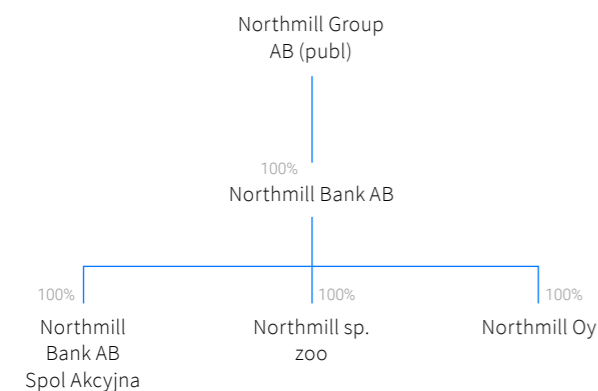 Northmill Group
AB (publ)
100%
Northmill Bank AB
100%
100%
100%
Northmill
Bank AB
Spol Akcyjna
Northmill sp.
zoo
Northmill Oy